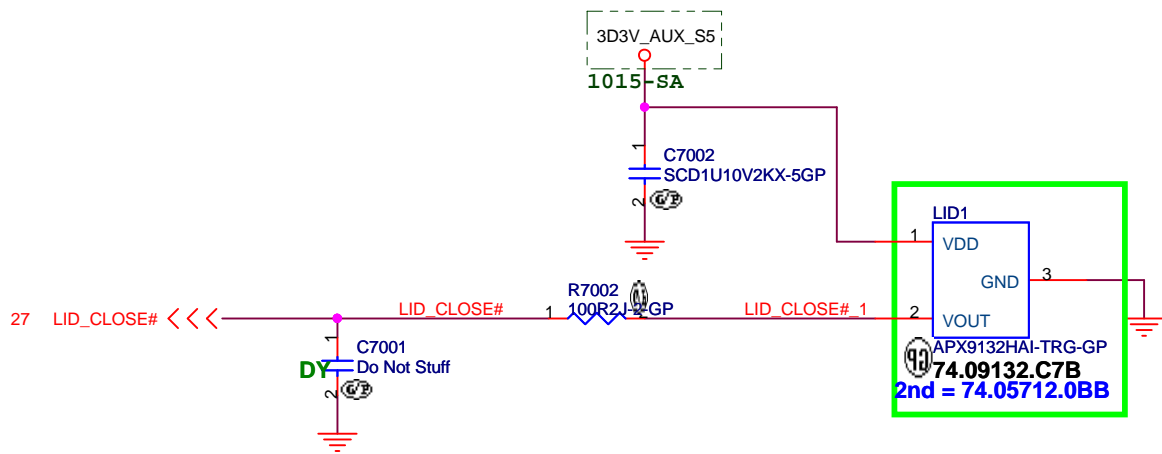 3D3V_AUX_S5
1015-SA
1
C7002
SCD1U10V2KX-5GP
2
G/P
LID1
1
VDD
GND
3
R7002
100R2J-2-GP
27
LID_CLOSE#
LID_CLOSE#
1
2
LID_CLOSE#_1
2
VOUT
1
C7001
DY
Do Not Stuff
2
G/P
APX9132HAI-TRG-GP
GP
74.09132.C7B
2nd = 74.05712.0BB